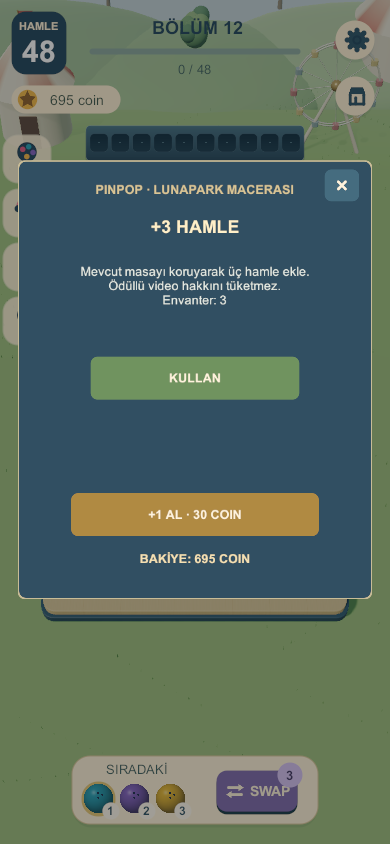 HAMLE
48
BÖLÜM 12
0 / 48
695 coin
PINPOP · LUNAPARK MACERASI
×
+3 HAMLE
Mevcut masayı koruyarak üç hamle ekle.
Ödüllü video hakkını tüketmez.
Envanter: 3
KULLAN
+1 AL · 30 COIN
BAKİYE: 695 COIN
SIRADAKİ
1
2
3
SWAP
3